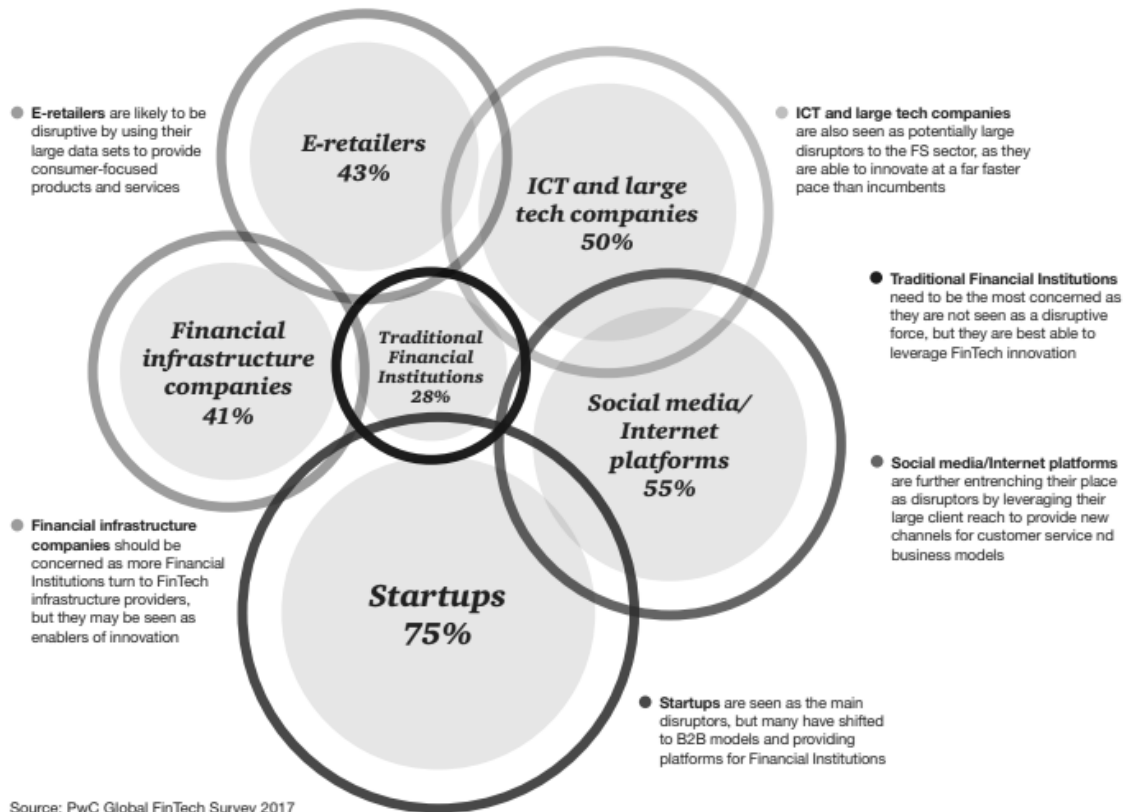 E-retailers are likely to be
disruptive by using their
large data sets to provide
consumer-focused
products and services
E-retailers
43%
ICT and large
tech companies
50%
ICT and large tech companies
are also seen as potentially large
disruptors to the FS sector, as they
are able to innovate at a far faster
pace than incumbents
Financial
infrastructure
companies
41%
Traditional
Financial
Institutions
28%
Traditional Financial Institutions
need to be the most concerned as
they are not seen as a disruptive
force, but they are best able to
leverage FinTech innovation
Social media/
Internet
platforms
55%
Social media/Internet platforms
are further entrenching their place
as disruptors by leveraging their
large client reach to provide new
channels for customer service nd
business models
Financial infrastructure
companies should be
concerned as more Financial
Institutions turn to FinTech
infrastructure providers,
but they may be seen as
enablers of innovation
Startups
75%
Startups are seen as the main
disruptors, but many have shifted
to B2B models and providing
platforms for Financial Institutions
Source: PwC Global FinTech Survey 2017